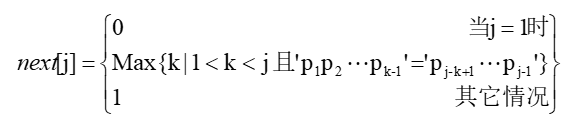 0 当j = 1时
next[j] = Max{k | 1 < k < j 且'p₁p₂ ⋯pₖ₋₁'='pⱼ₋ₖ₊₁ ⋯pⱼ₋₁'}
1 其它情况